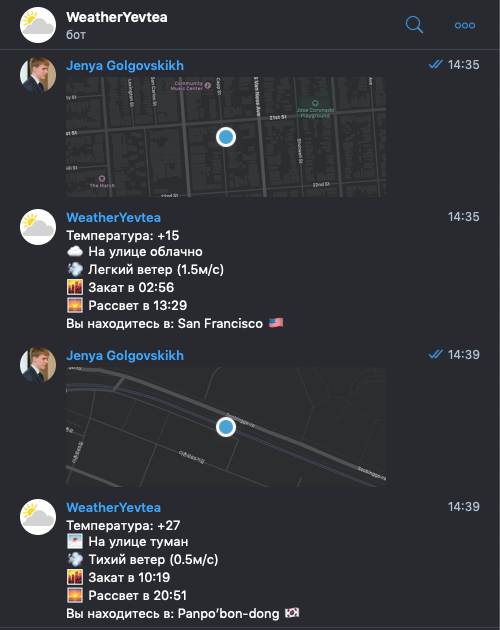 WeatherYevtea
бот
Jenya Golgovskikh
14:35
Community
Music Center
Lexington St
San Carlos St
Capp St
S Van Ness Ave
21st St
Jose Coronado
Playground
Shotwell St
The Marsh
22nd St
22nd St
WeatherYevtea
14:35
Температура: +15
На улице облачно
Легкий ветер (1.5м/с)
Закат в 02:56
Рассвет в 13:29
Вы находитесь в: San Francisco
Jenya Golgovskikh
14:39
WeatherYevtea
14:39
Температура: +27
На улице туман
Тихий ветер (0.5м/с)
Закат в 10:19
Рассвет в 20:51
Вы находитесь в: Panpo’bon-dong